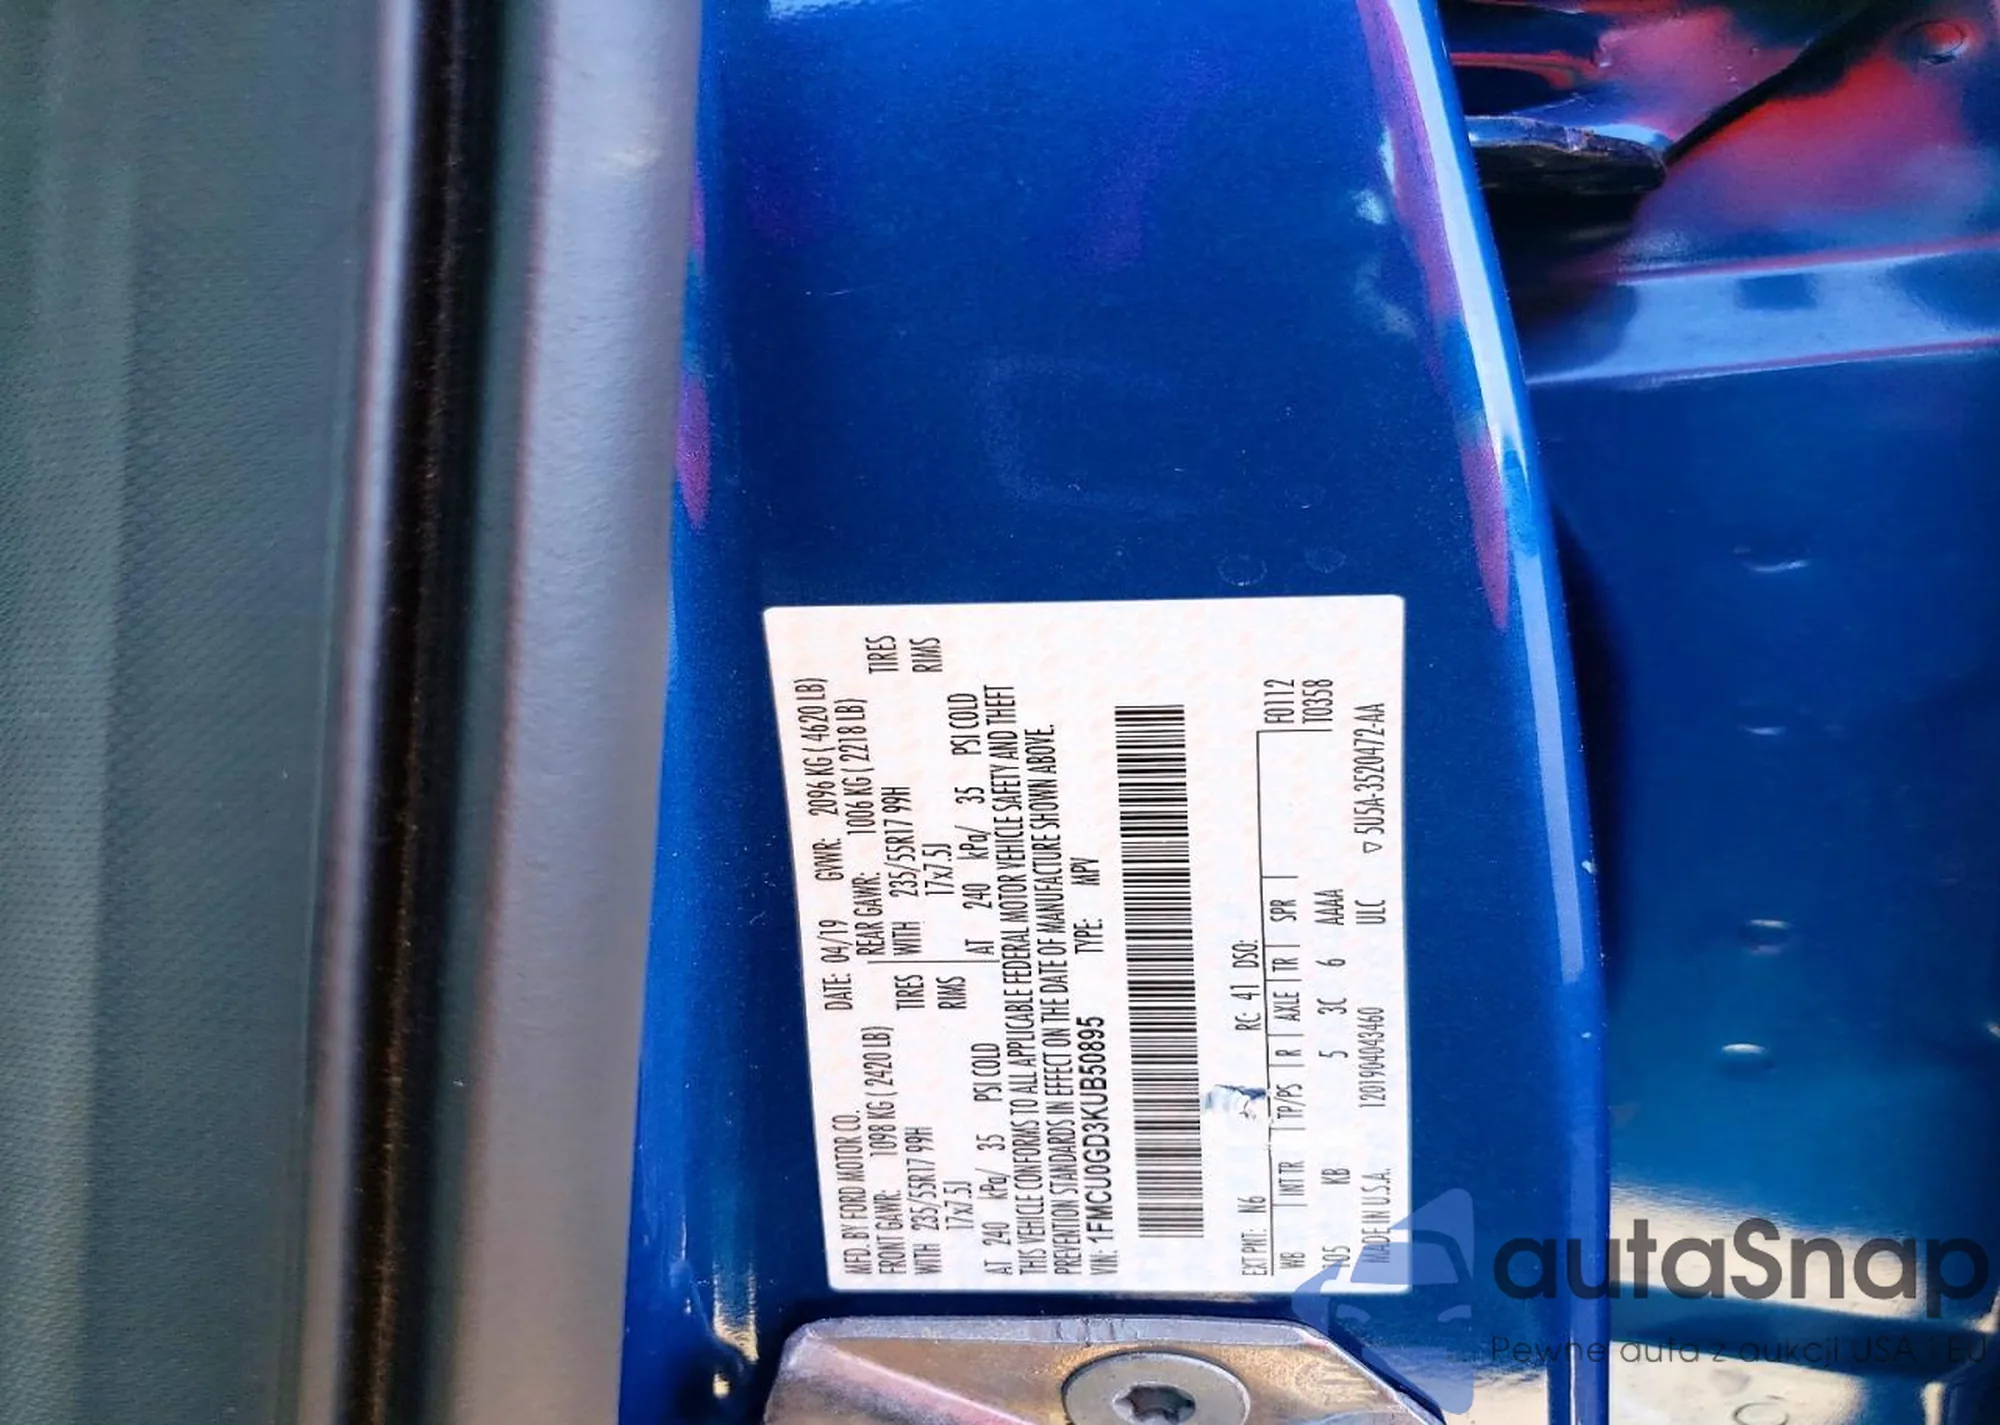 MFD. BY FORD MOTOR CO. DATE: 04/19 GVWR: 2096 KG ( 4620 LB)
FRONT GAWR: 1098 KG ( 2420 LB) REAR GAWR: 1006 KG ( 2218 LB)
WITH 235/55R17 99H TIRES WITH 235/55R17 99H TIRES
17x7.5J RIMS 17x7.5J RIMS
AT 240 kPa/ 35 PSI COLD AT 240 kPa/ 35 PSI COLD
THIS VEHICLE CONFORMS TO ALL APPLICABLE FEDERAL MOTOR VEHICLE SAFETY AND THEFT
PREVENTION STANDARDS IN EFFECT ON THE DATE OF MANUFACTURE SHOWN ABOVE.
VIN: 1FMCU0GD3KUB50895 TYPE: MPV
EXT PNT: N6 RC: 41 DSO:
WB INT TR TP/PS R AXLE TR SPR F0112
KB 5 3C 6 AAAA T0358
MADE IN U.S.A. 1201904043460 ULC ▽ 5U5A-3520472-AA
autaSnap
Pewne auta z aukcji USA i EU